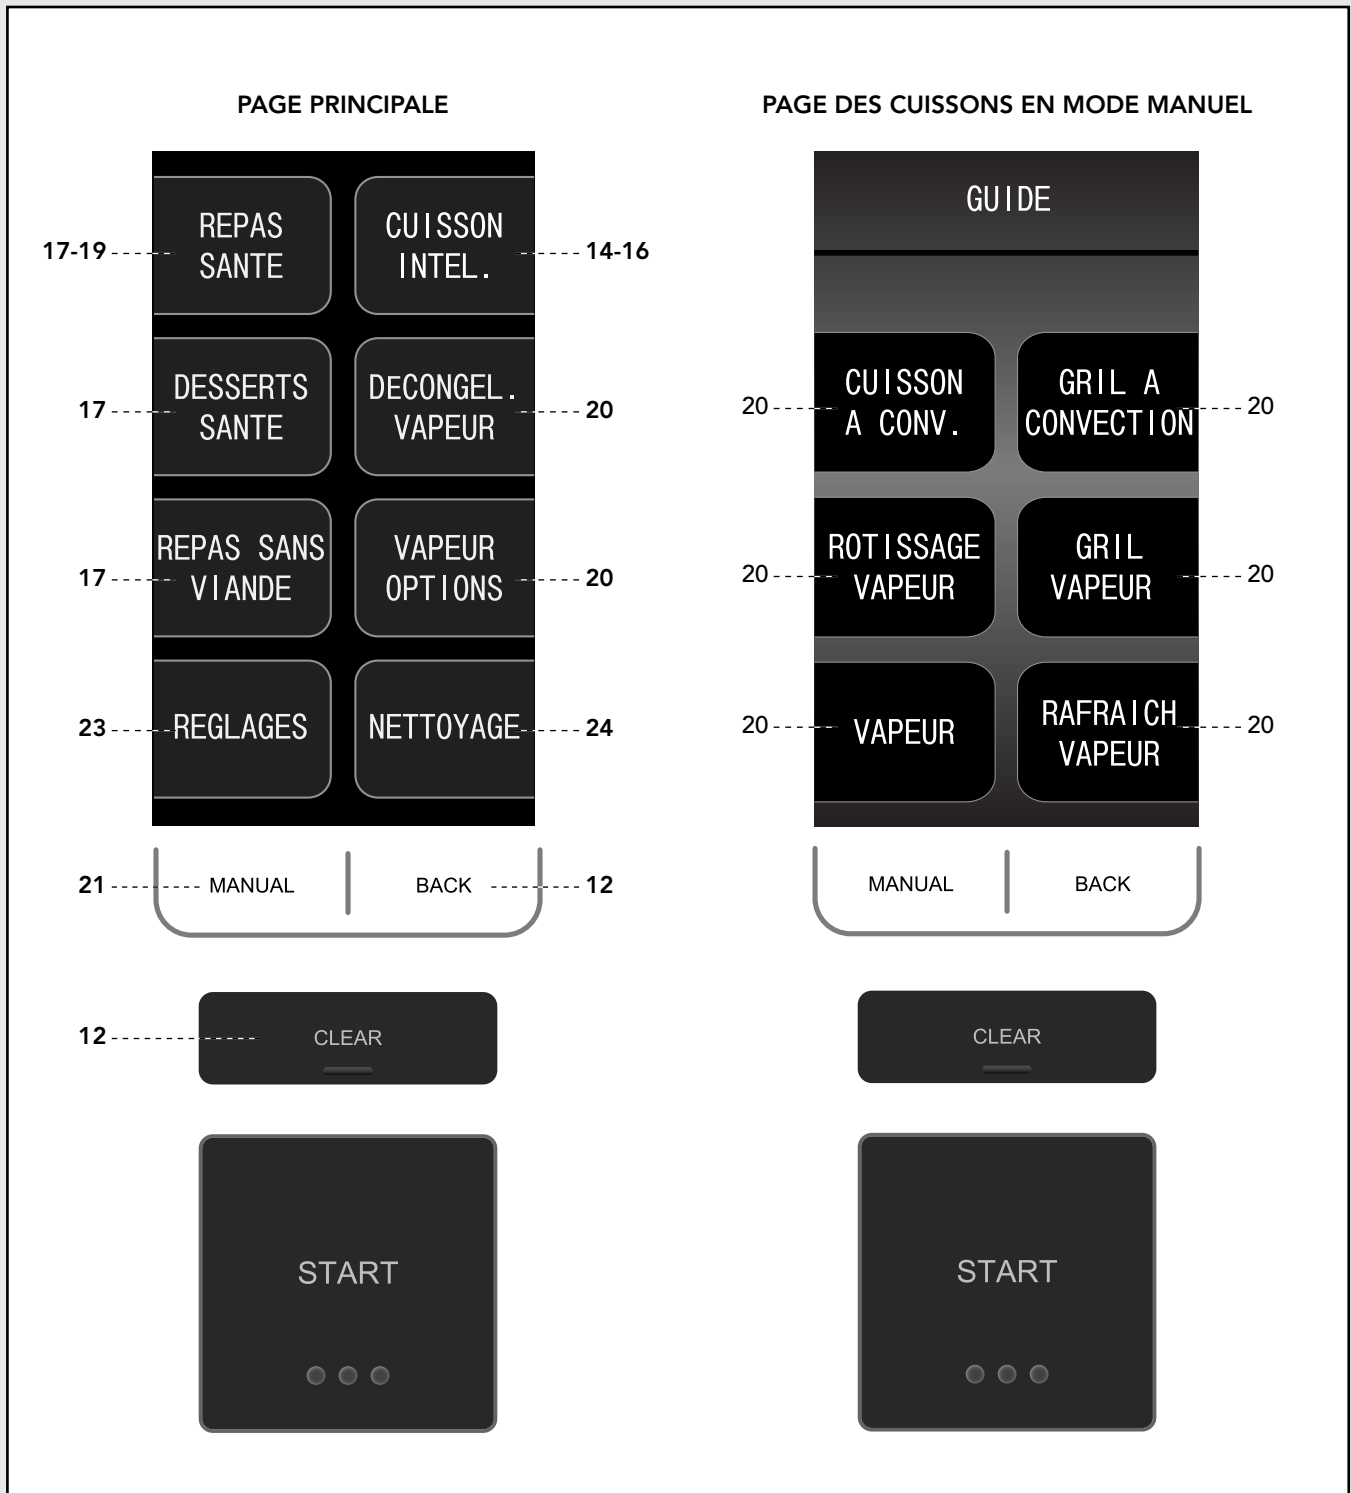 PAGE PRINCIPALE
17-19
REPAS
SANTE
CUISSON
INTEL.
14-16
17
DESSERTS
SANTE
DECONGEL.
VAPEUR
20
17
REPAS SANS
VIANDE
VAPEUR
OPTIONS
20
23
REGLAGES
NETTOYAGE
24
21
MANUAL
BACK
12
12
CLEAR
START
PAGE DES CUISSONS EN MODE MANUEL
GUIDE
20
CUISSON
A CONV.
GRIL A
CONVECTION
20
20
ROTISSAGE
VAPEUR
GRIL
VAPEUR
20
20
VAPEUR
RAFRAICH
VAPEUR
20
MANUAL
BACK
CLEAR
START